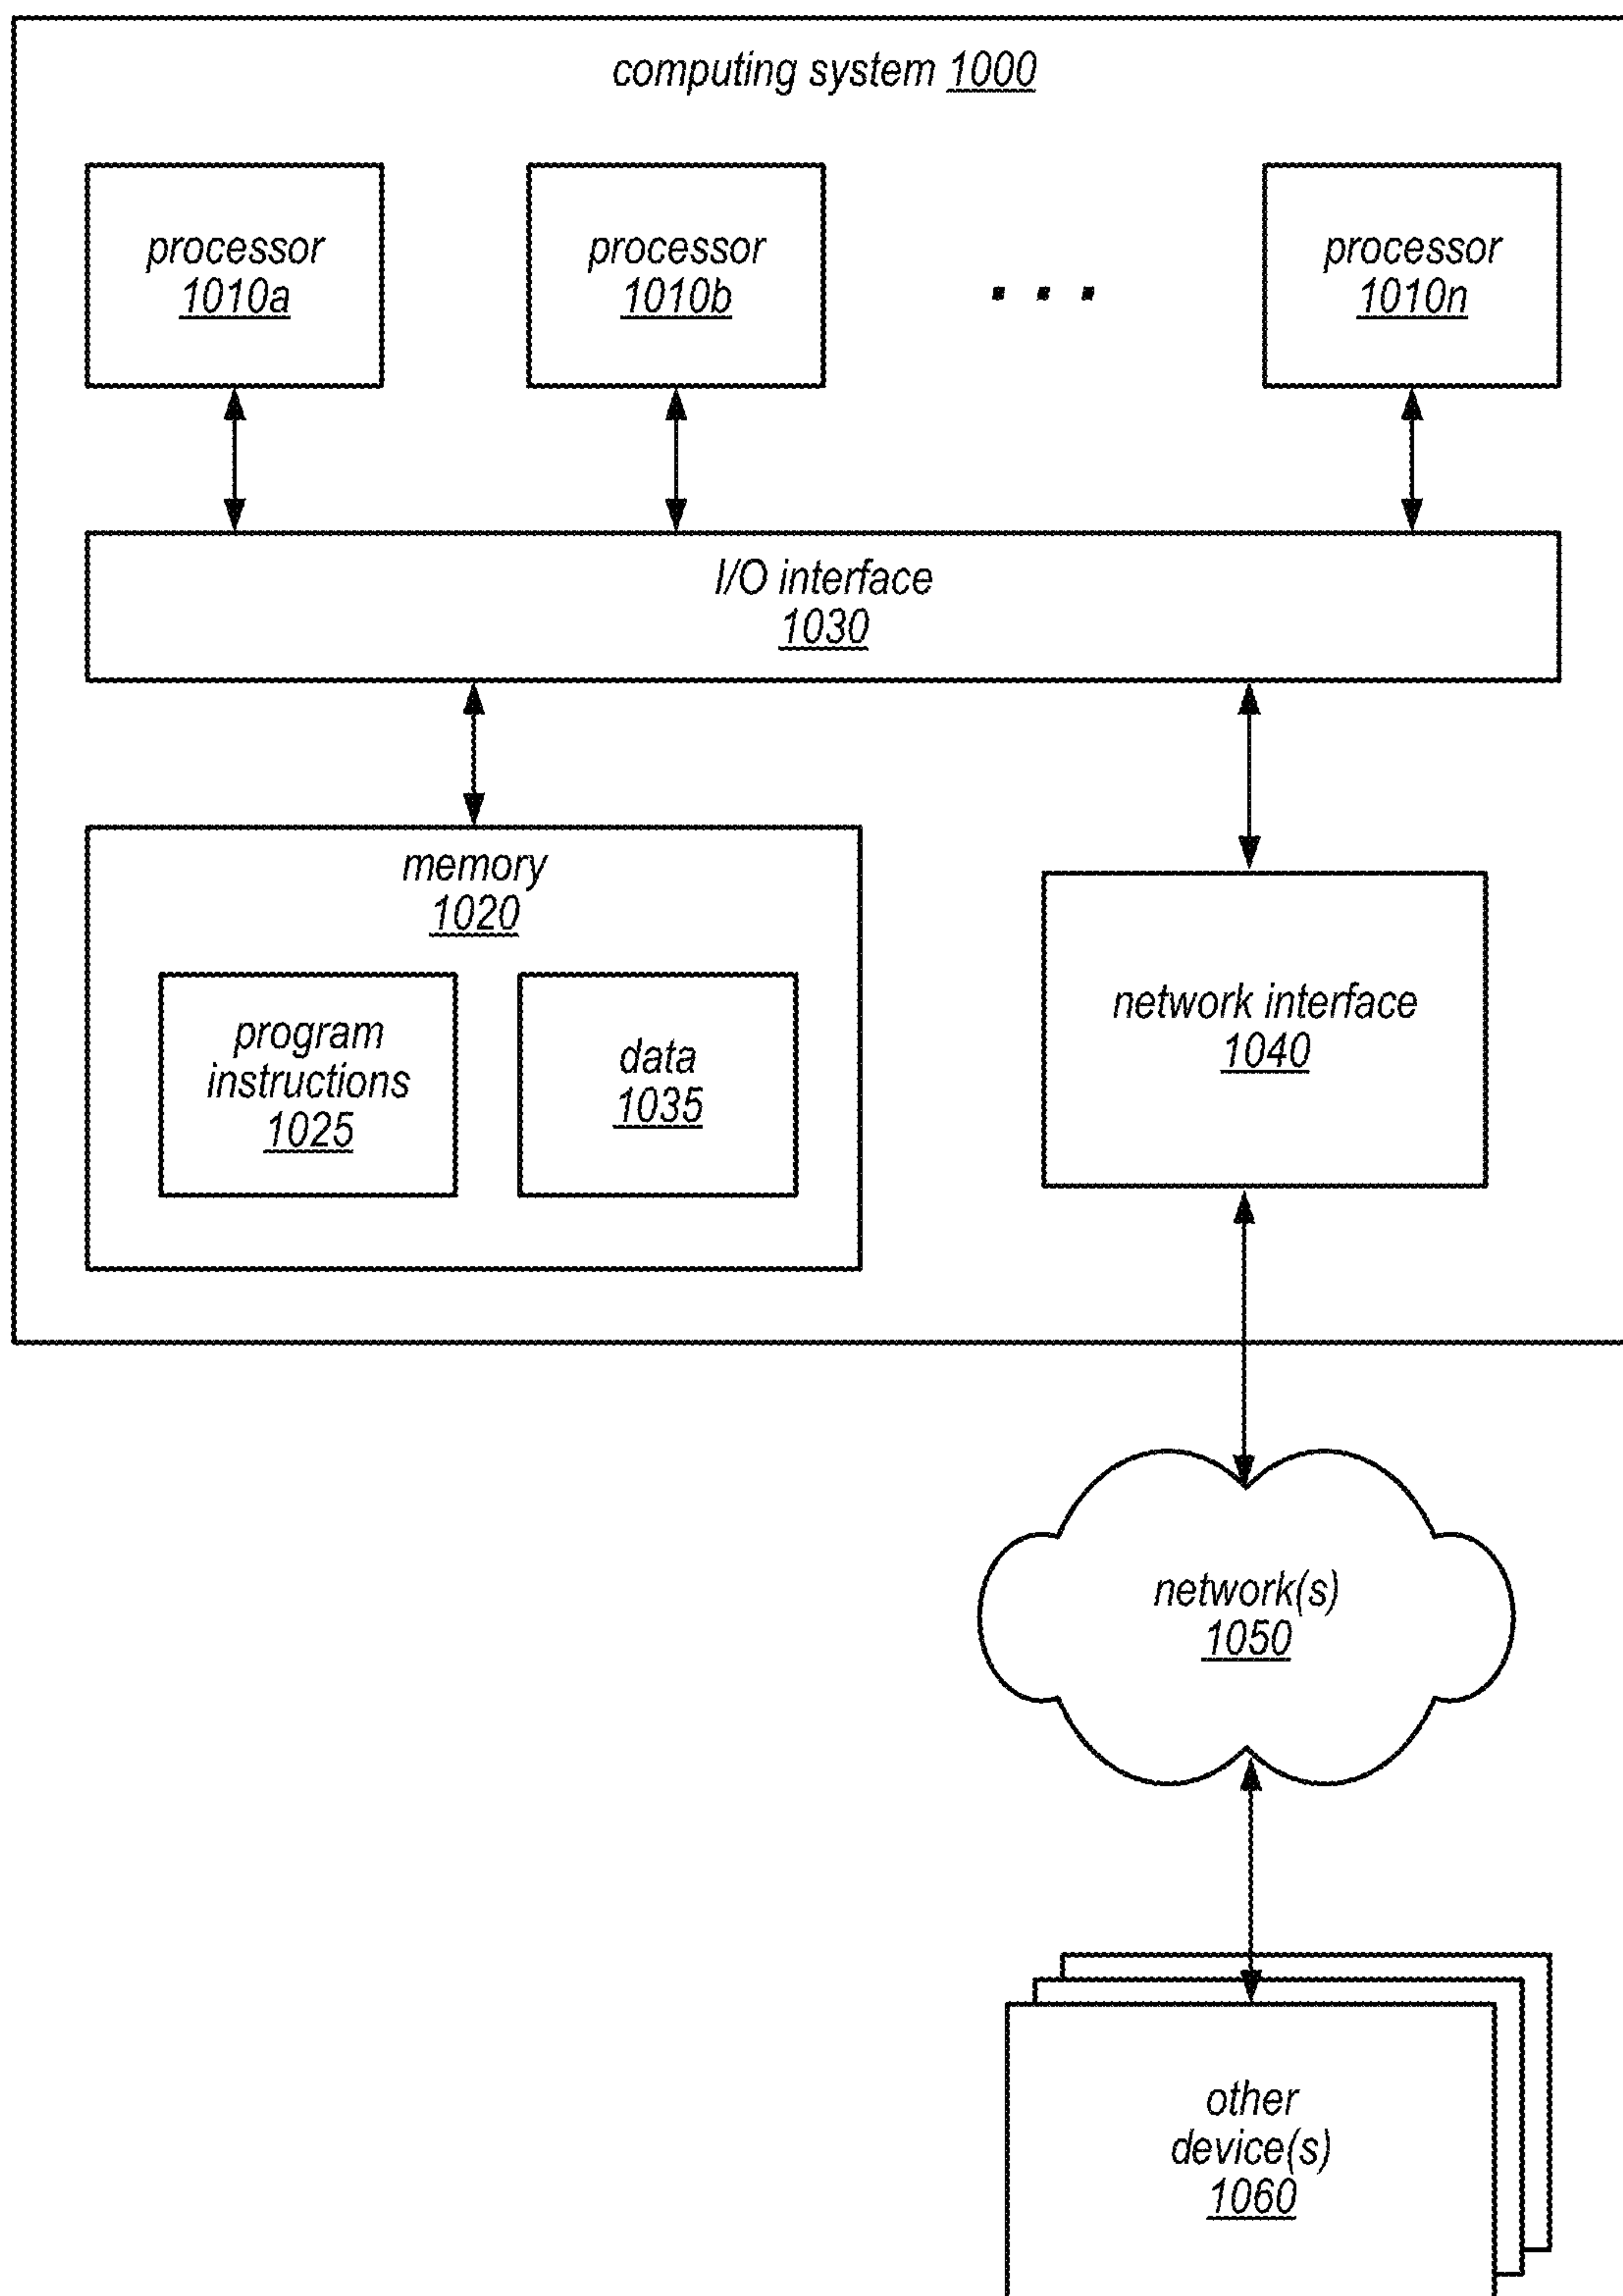 computing system 1000
processor
1010a
processor
1010b
. . .
processor
1010n
I/O interface
1030
memory
1020
program
instructions
1025
data
1035
network interface
1040
network(s)
1050
other
device(s)
1060